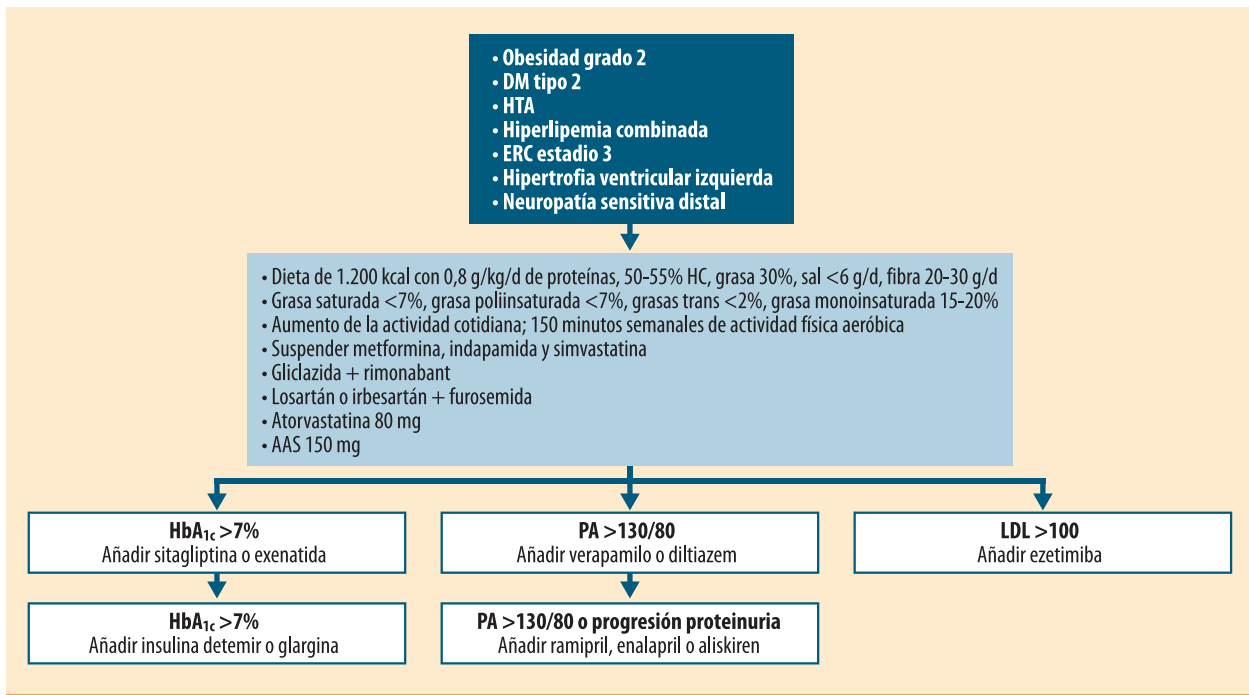 • Obesidad grado 2
• DM tipo 2
• HTA
• Hiperlipemia combinada
• ERC estadio 3
• Hipertrofia ventricular izquierda
• Neuropatía sensitiva distal
• Dieta de 1.200 kcal con 0,8 g/kg/d de proteínas, 50-55% HC, grasa 30%, sal <6 g/d, fibra 20-30 g/d
• Grasa saturada <7%, grasa poliinsaturada <7%, grasas trans <2%, grasa monoinsaturada 15-20%
• Aumento de la actividad cotidiana; 150 minutos semanales de actividad física aeróbica
• Suspender metformina, indapamida y simvastatina
• Gliclazida + rimonabant
• Losartán o irbesartán + furosemida
• Atorvastatina 80 mg
• AAS 150 mg
HbA1c >7%
Añadir sitagliptina o exenatida
PA >130/80
Añadir verapamilo o diltiazem
LDL >100
Añadir ezetimiba
HbA1c >7%
Añadir insulina detemir o glargina
PA >130/80 o progresión proteinuria
Añadir ramipril, enalapril o aliskiren